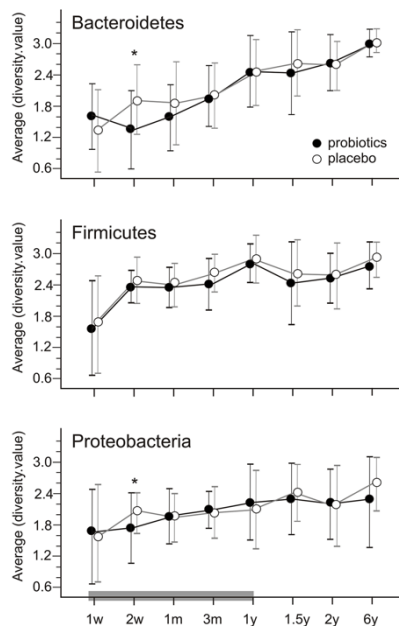 Bacteroidetes
Average (diversity.value)
3.0
2.4
1.8
1.2
0.6
*
probiotics
placebo
Firmicutes
Average (diversity.value)
3.0
2.4
1.8
1.2
0.6
Proteobacteria
Average (diversity.value)
3.0
2.4
1.8
1.2
0.6
*
1w 2w 1m 3m 1y 1.5y 2y 6y